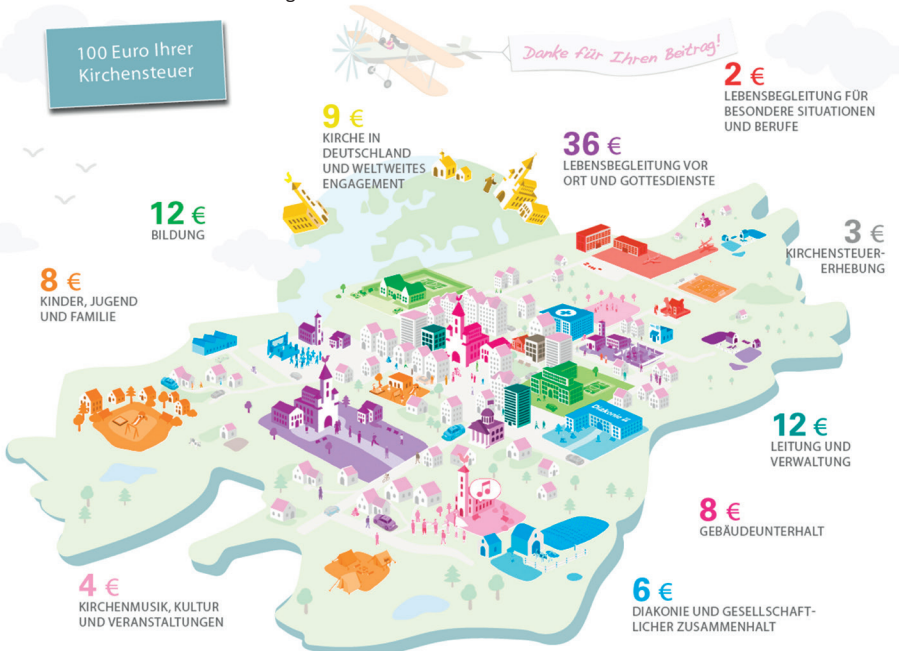 100 Euro Ihrer
Kirchensteuer
Danke für Ihren Beitrag!
2 €
LEBENSBEGLEITUNG FÜR
BESONDERE SITUATIONEN
UND BERUFE
9 €
KIRCHE IN
DEUTSCHLAND
UND WELTWEITES
ENGAGEMENT
36 €
LEBENSBEGLEITUNG VOR
ORT UND GOTTESDIENSTE
12 €
BILDUNG
3 €
KIRCHENSTEUER-
ERHEBUNG
8 €
KINDER, JUGEND
UND FAMILIE
Diakonie
12 €
LEITUNG UND
VERWALTUNG
8 €
GEBÄUDEUNTERHALT
4 €
KIRCHENMUSIK, KULTUR
UND VERANSTALTUNGEN
6 €
DIAKONIE UND GESELLSCHAFT-
LICHER ZUSAMMENHALT